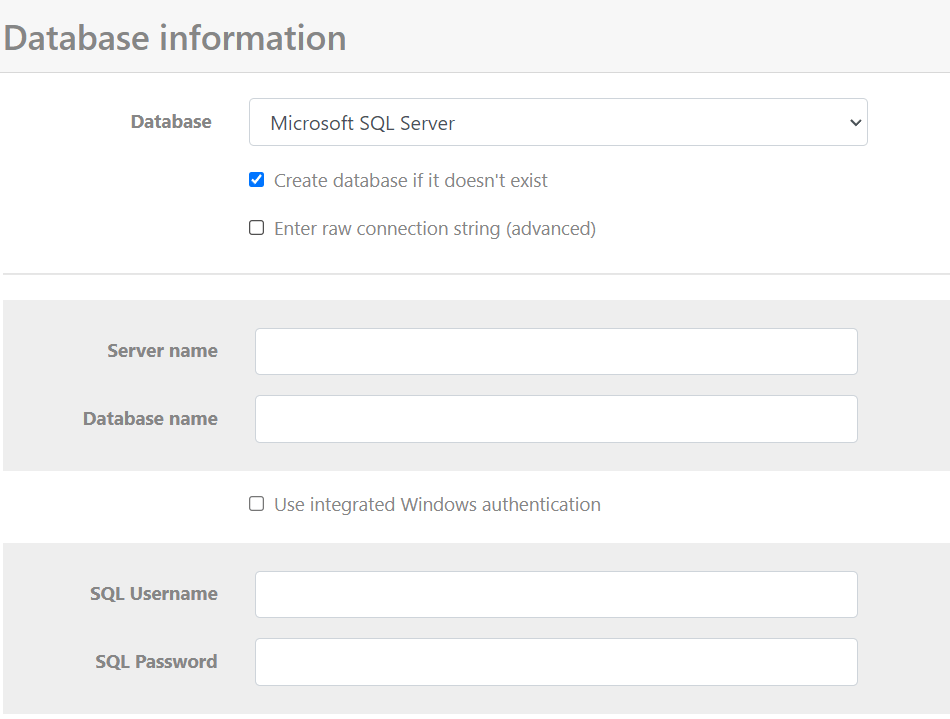 Database information
Database
Microsoft SQL Server
Create database if it doesn't exist
Enter raw connection string (advanced)
Server name
Database name
Use integrated Windows authentication
SQL Username
SQL Password